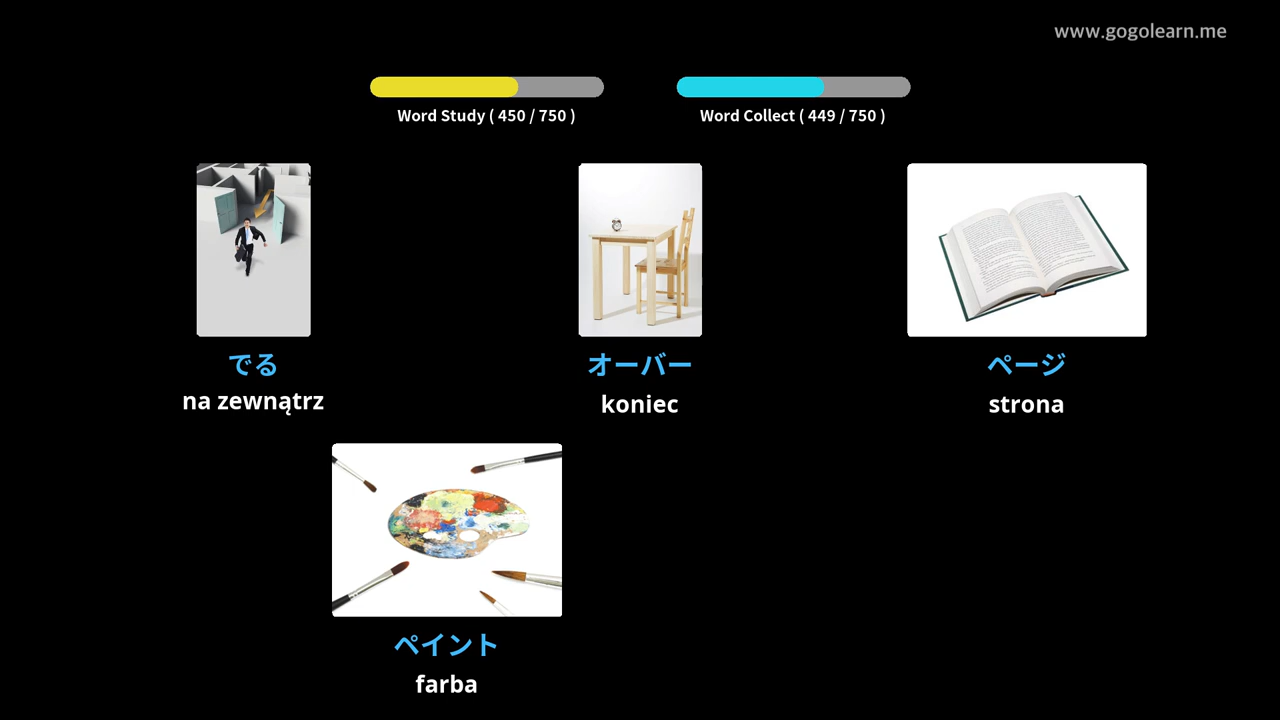 www.gogolearn.me
Word Study ( 450 / 750 )
Word Collect ( 449 / 750 )
でる
na zewnątrz
オーバー
koniec
ページ
strona
ペイント
farba